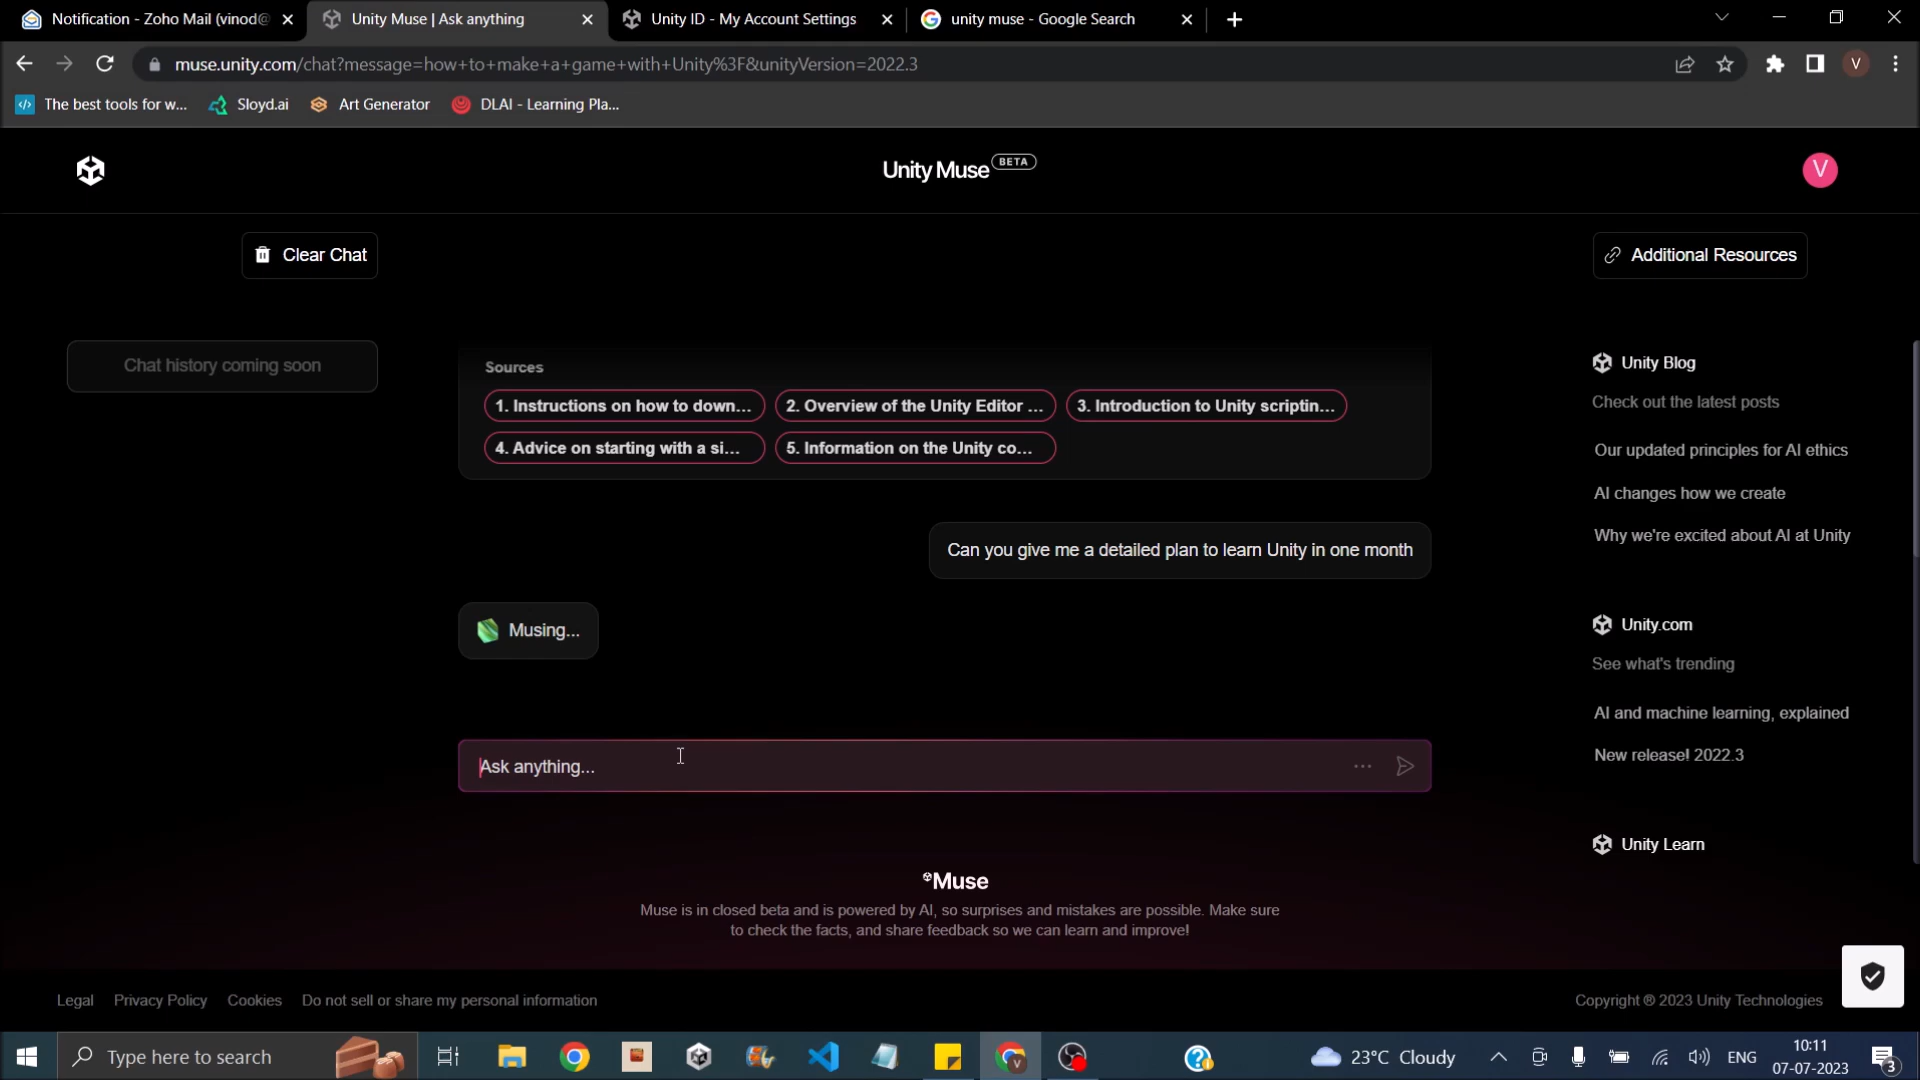 Notification - Zoho Mail (vinod@
Unity Muse | Ask anything
Unity ID - My Account Settings
unity muse - Google Search
muse.unity.com/chat?message=how+to+make+a+game+with+Unity%3F&unityVersion=2022.3
V
The best tools for w...
Sloyd.ai
Art Generator
DLAI - Learning Pla...
Unity Muse BETA
V
Clear Chat
Additional Resources
Chat history coming soon
Sources
1. Instructions on how to down...
2. Overview of the Unity Editor ...
3. Introduction to Unity scriptin...
4. Advice on starting with a si...
5. Information on the Unity co...
Can you give me a detailed plan to learn Unity in one month
Musing...
Ask anything...
Unity Blog
Check out the latest posts
Our updated principles for AI ethics
AI changes how we create
Why we're excited about AI at Unity
Unity.com
See what's trending
AI and machine learning, explained
New release! 2022.3
Unity Learn
Muse
Muse is in closed beta and is powered by AI, so surprises and mistakes are possible. Make sure
to check the facts, and share feedback so we can learn and improve!
Legal
Privacy Policy
Cookies
Do not sell or share my personal information
Copyright ® 2023 Unity Technologies
Type here to search
23°C Cloudy
ENG
10:11
07-07-2023
3